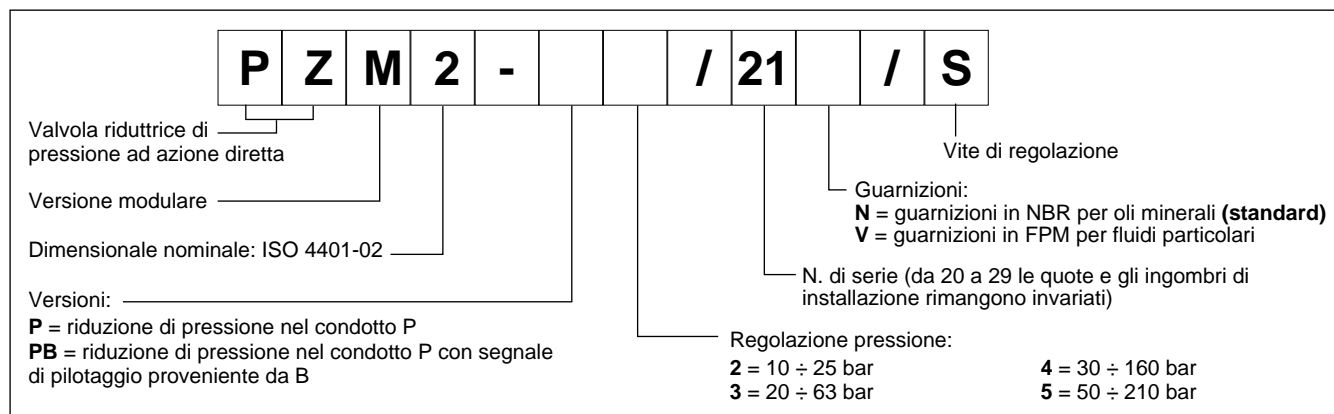 P Z M 2 - / 21 / S
Valvola riduttrice di
pressione ad azione diretta
Versione modulare
Dimensionale nominale: ISO 4401-02
Versioni:
P = riduzione di pressione nel condotto P
PB = riduzione di pressione nel condotto P con segnale
di pilotaggio proveniente da B
Vite di regolazione
Guarnizioni:
N = guarnizioni in NBR per oli minerali (standard)
V = guarnizioni in FPM per fluidi particolari
N. di serie (da 20 a 29 le quote e gli ingombri di
installazione rimangono invariati)
Regolazione pressione:
2 = 10 ÷ 25 bar 4 = 30 ÷ 160 bar
3 = 20 ÷ 63 bar 5 = 50 ÷ 210 bar